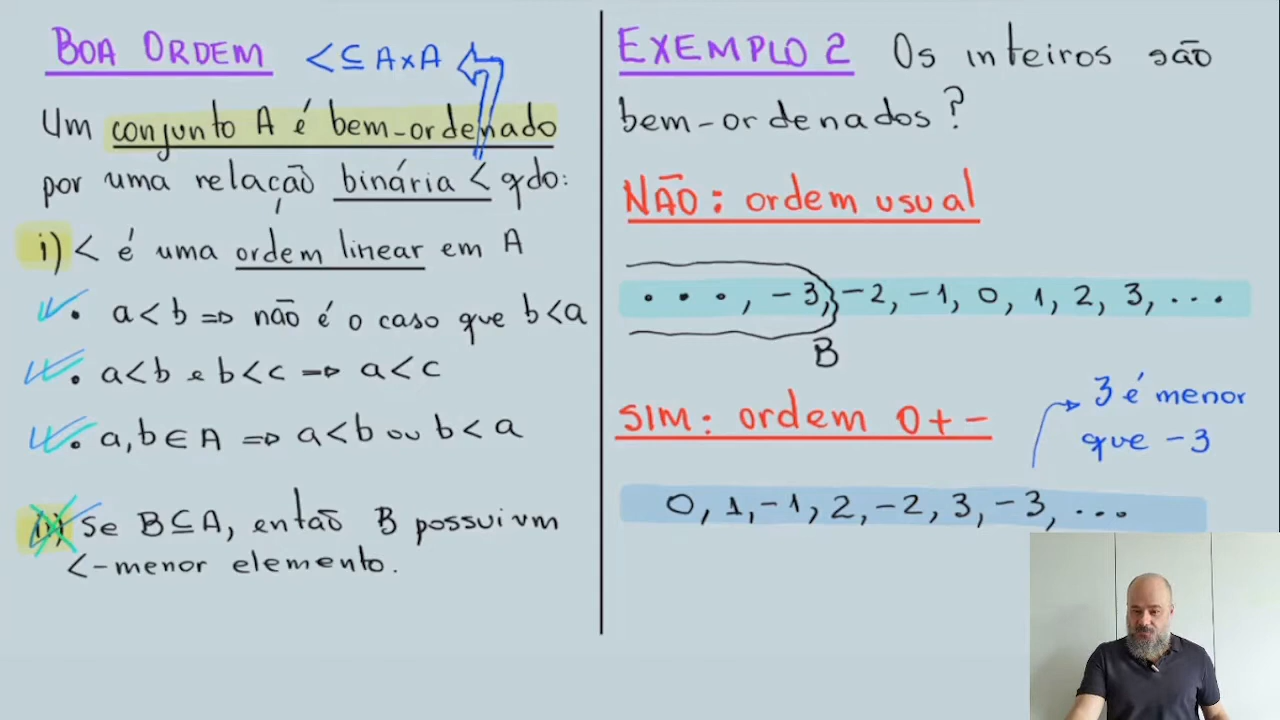 BOA ORDEM
< ⊆ A×A
Um conjunto A é bem-ordenado
por uma relação binária < qdo:
i) < é uma ordem linear em A
• a<b ⇒ não é o caso que b<a
• a<b e b<c ⇒ a<c
• a,b∈A ⇒ a<b ou b<a
ii) Se B⊆A, então B possui um
<-menor elemento.
EXEMPLO 2 Os inteiros são
bem-ordenados?
NÃO: ordem usual
• • •, -3, -2, -1, 0, 1, 2, 3, ...
B
SIM: ordem 0+-
3 é menor
que -3
0, 1, -1, 2, -2, 3, -3, ...